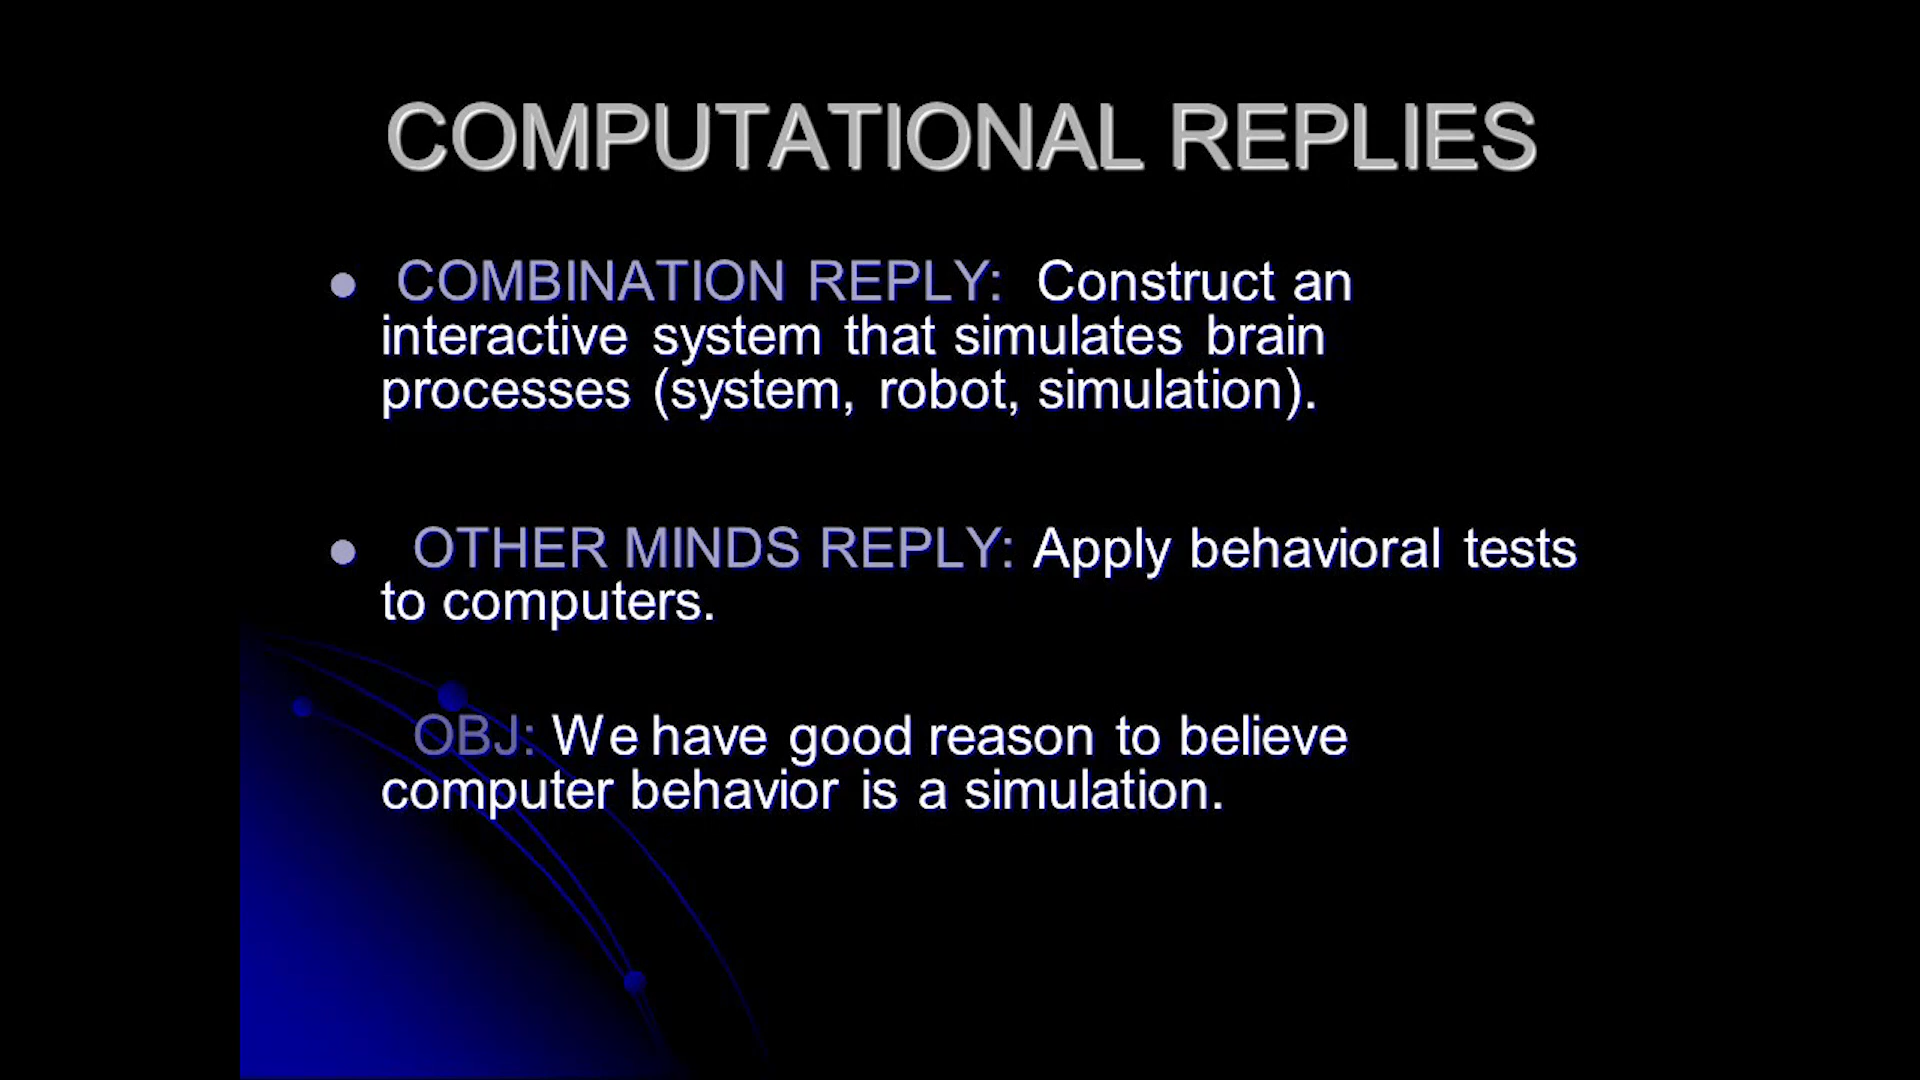 COMPUTATIONAL REPLIES
● COMBINATION REPLY: Construct an
interactive system that simulates brain
processes (system, robot, simulation).
● OTHER MINDS REPLY: Apply behavioral tests
to computers.
OBJ: We have good reason to believe
computer behavior is a simulation.